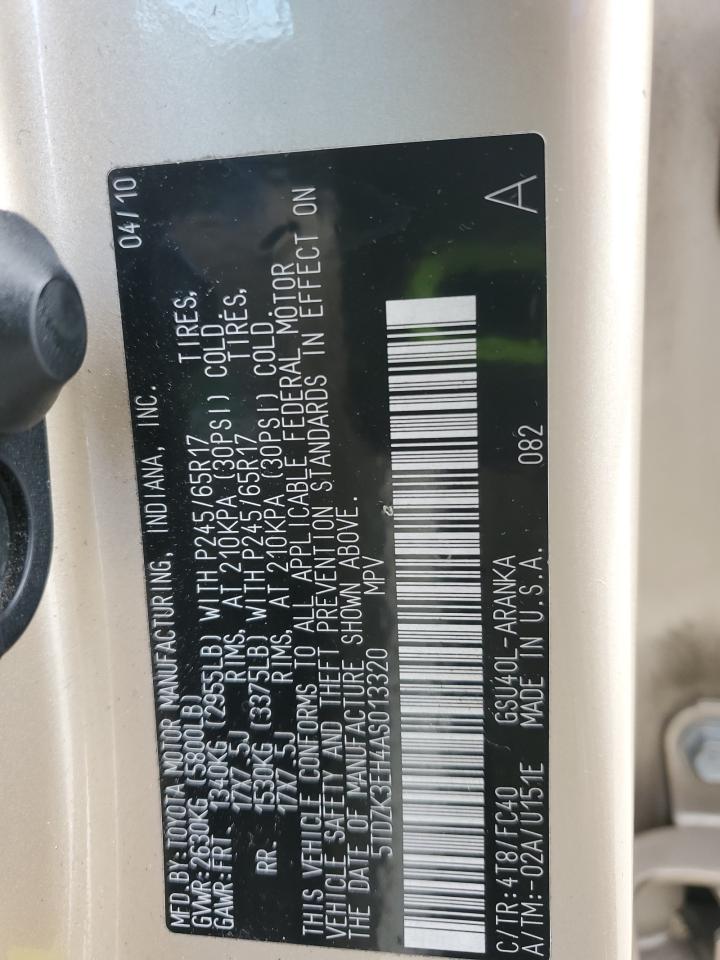 MFD.BY:TOYOTA MOTOR MANUFACTURING, INDIANA, INC. 04/10
GVWR:2630KG (5800LB)
GAWR:FRT. 1340KG (2955LB) WITH P245/65R17 TIRES,
17X7.5J RIMS, AT 210KPA (30PSI) COLD.
RR. 1530KG (3375LB) WITH P245/65R17 TIRES,
17X7.5J RIMS, AT 210KPA (30PSI) COLD.
THIS VEHICLE CONFORMS TO ALL APPLICABLE FEDERAL MOTOR
VEHICLE SAFETY AND THEFT PREVENTION STANDARDS IN EFFECT ON
THE DATE OF MANUFACTURE SHOWN ABOVE.
5TDZK3EH4AS013320 MPV
C/TR:4T8/FC40 GSU40L-ARANKA 082 A
A/TM:-02A/U151E MADE IN U.S.A.